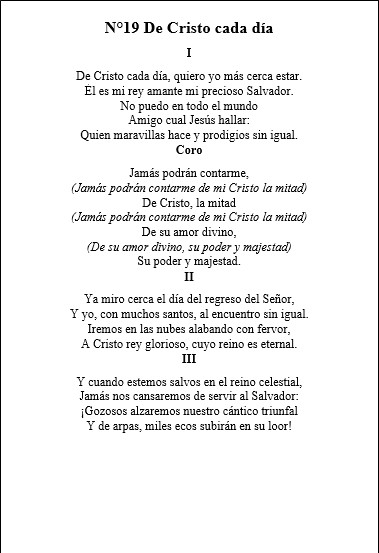 N°19 De Cristo cada día
I
De Cristo cada día, quiero yo más cerca estar.
Él es mi rey amante mi precioso Salvador.
No puedo en todo el mundo
Amigo cual Jesús hallar:
Quien maravillas hace y prodigios sin igual.
Coro
Jamás podrán contarme,
(Jamás podrán contarme de mi Cristo la mitad)
De Cristo, la mitad
(Jamás podrán contarme de mi Cristo la mitad)
De su amor divino,
(De su amor divino, su poder y majestad)
Su poder y majestad.
II
Ya miro cerca el día del regreso del Señor,
Y yo, con muchos santos, al encuentro sin igual.
Iremos en las nubes alabando con fervor,
A Cristo rey glorioso, cuyo reino es eternal.
III
Y cuando estemos salvos en el reino celestial,
Jamás nos cansaremos de servir al Salvador:
¡Gozosos alzaremos nuestro cántico triunfal
Y de arpas, miles ecos subirán en su loor!